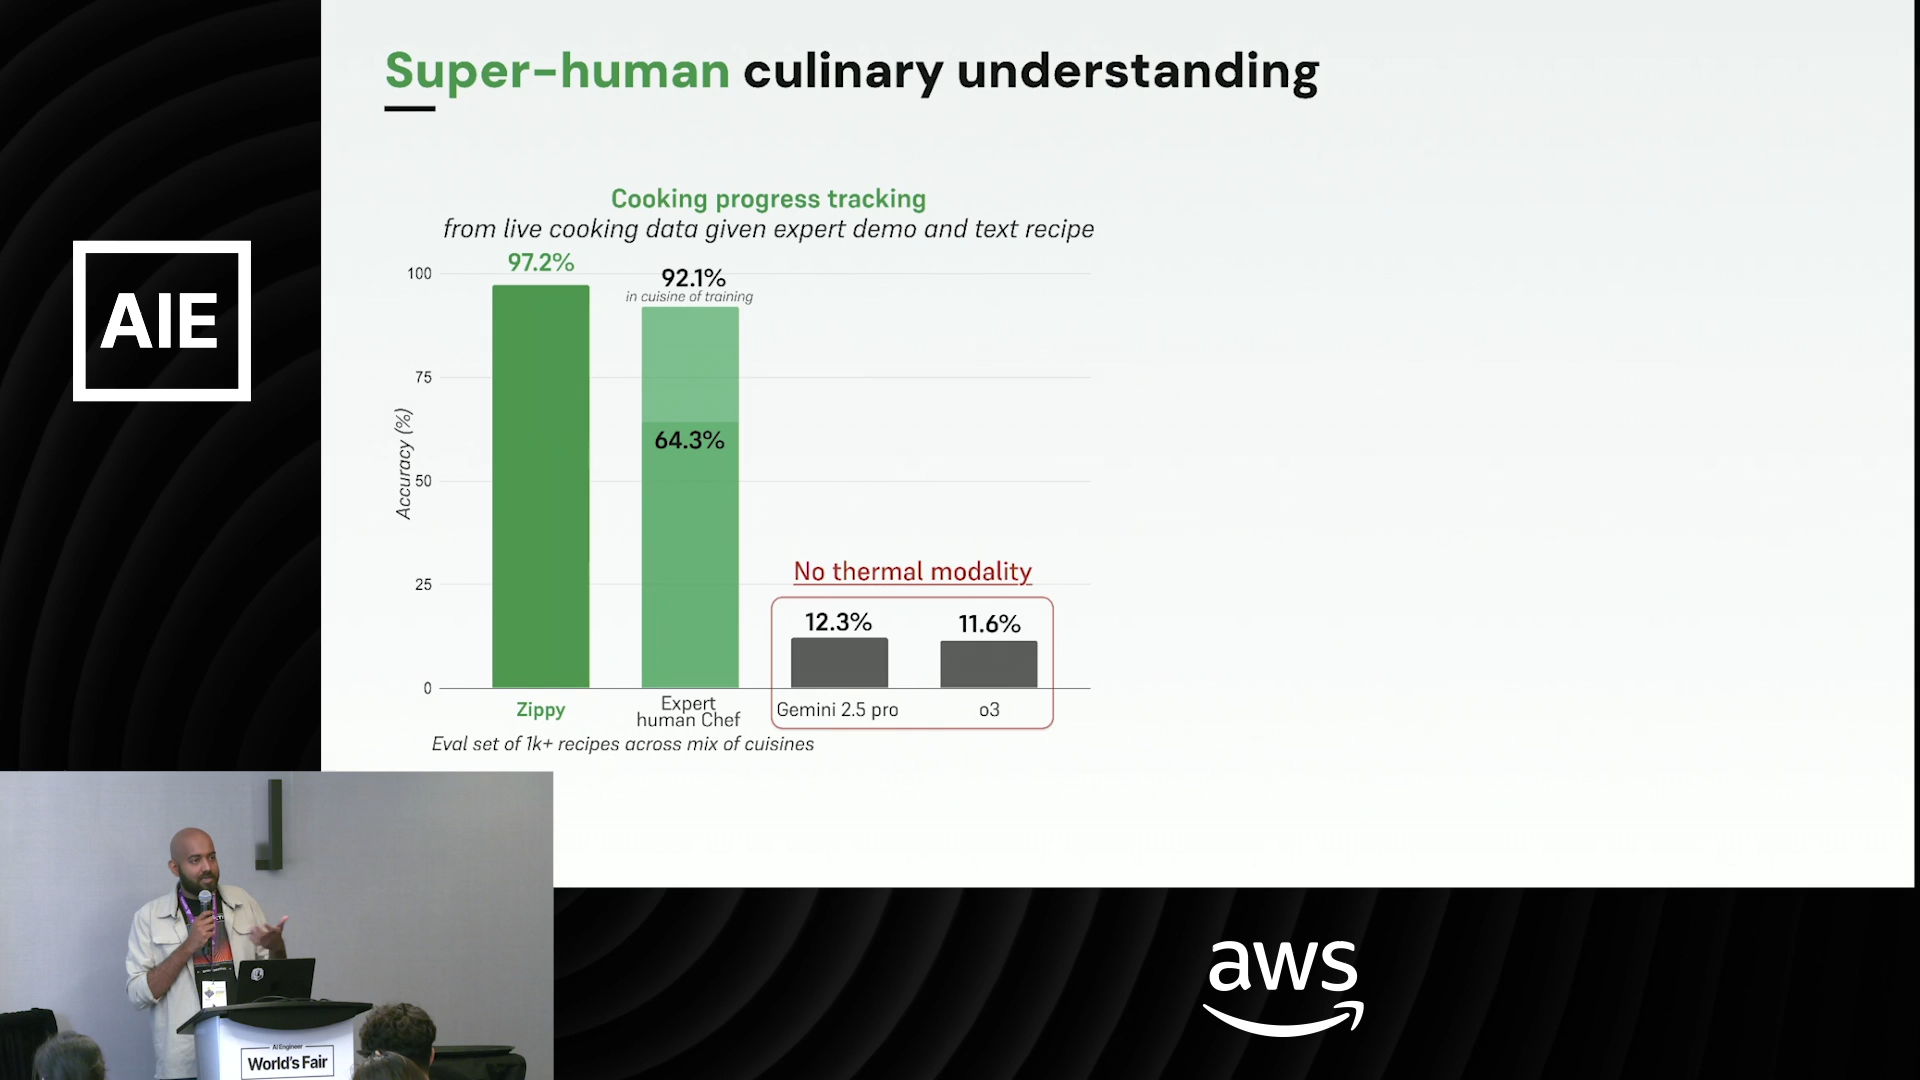 Super-human culinary understanding
AIE
Cooking progress tracking
from live cooking data given expert demo and text recipe
97.2%
92.1%
in cuisine of training
100
75
64.3%
Accuracy (%)
50
No thermal modality
25
12.3%
11.6%
0
Zippy
Expert
human Chef
Gemini 2.5 pro
o3
Eval set of 1k+ recipes across mix of cuisines
aws
AI Engineer
World's Fair